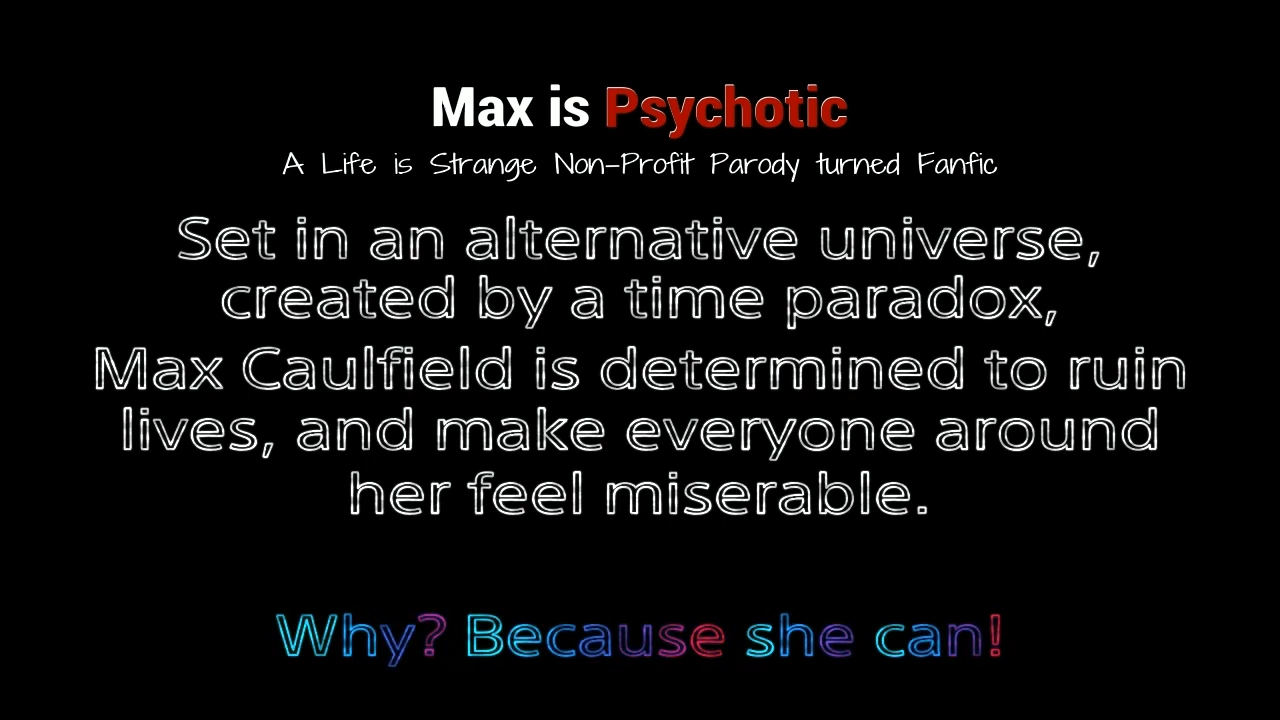 Max is Psychotic
A Life is Strange Non-Profit Parody turned Fanfic
Set in an alternative universe,
created by a time paradox,
Max Caulfield is determined to ruin
lives, and make everyone around
her feel miserable.
Why? Because she can!